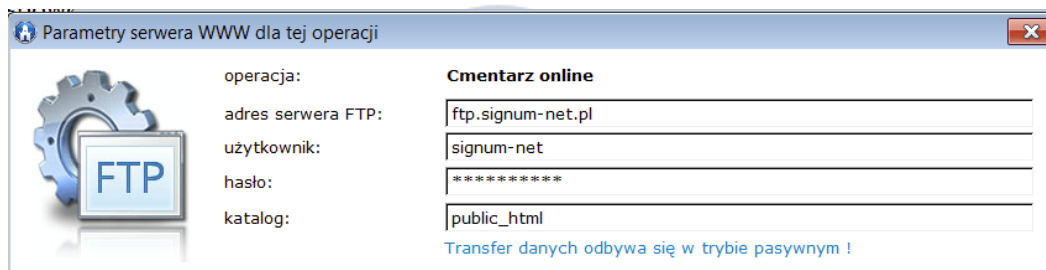 Parametry serwera WWW dla tej operacji
operacja: Cmentarz online
adres serwera FTP: ftp.signum-net.pl
użytkownik: signum-net
hasło: **********
katalog: public_html
FTP
Transfer danych odbywa się w trybie pasywnym !